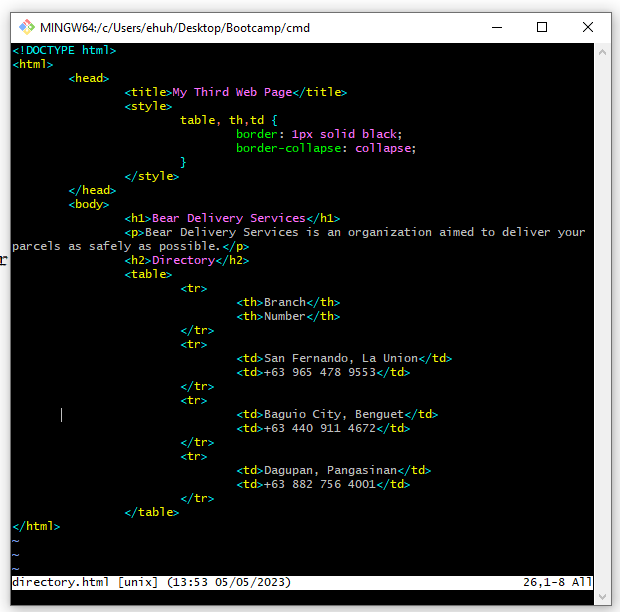 MINGW64:/c/Users/ehuh/Desktop/Bootcamp/cmd
<!DOCTYPE html>
<html>
        <head>
                <title>My Third Web Page</title>
                <style>
                        table, th,td {
                                border: 1px solid black;
                                border-collapse: collapse;
                        }
                </style>
        </head>
        <body>
                <h1>Bear Delivery Services</h1>
                <p>Bear Delivery Services is an organization aimed to deliver your
parcels as safely as possible.</p>
                <h2>Directory</h2>
                <table>
                        <tr>
                                <th>Branch</th>
                                <th>Number</th>
                        </tr>
                        <tr>
                                <td>San Fernando, La Union</td>
                                <td>+63 965 478 9553</td>
                        </tr>
                        <tr>
                                <td>Baguio City, Benguet</td>
                                <td>+63 440 911 4672</td>
                        </tr>
                        <tr>
                                <td>Dagupan, Pangasinan</td>
                                <td>+63 882 756 4001</td>
                        </tr>
                </table>
</html>
~
~
~
directory.html [unix] (13:53 05/05/2023) 26,1-8 All